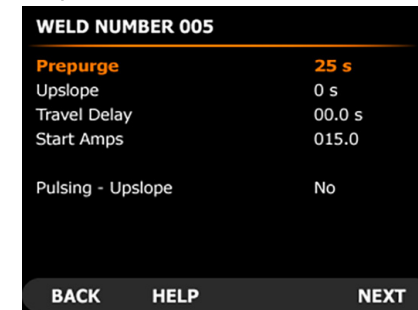 WELD NUMBER 005
Prepurge 25 s
Upslope 0 s
Travel Delay 00.0 s
Start Amps 015.0
Pulsing - Upslope No
BACK HELP NEXT